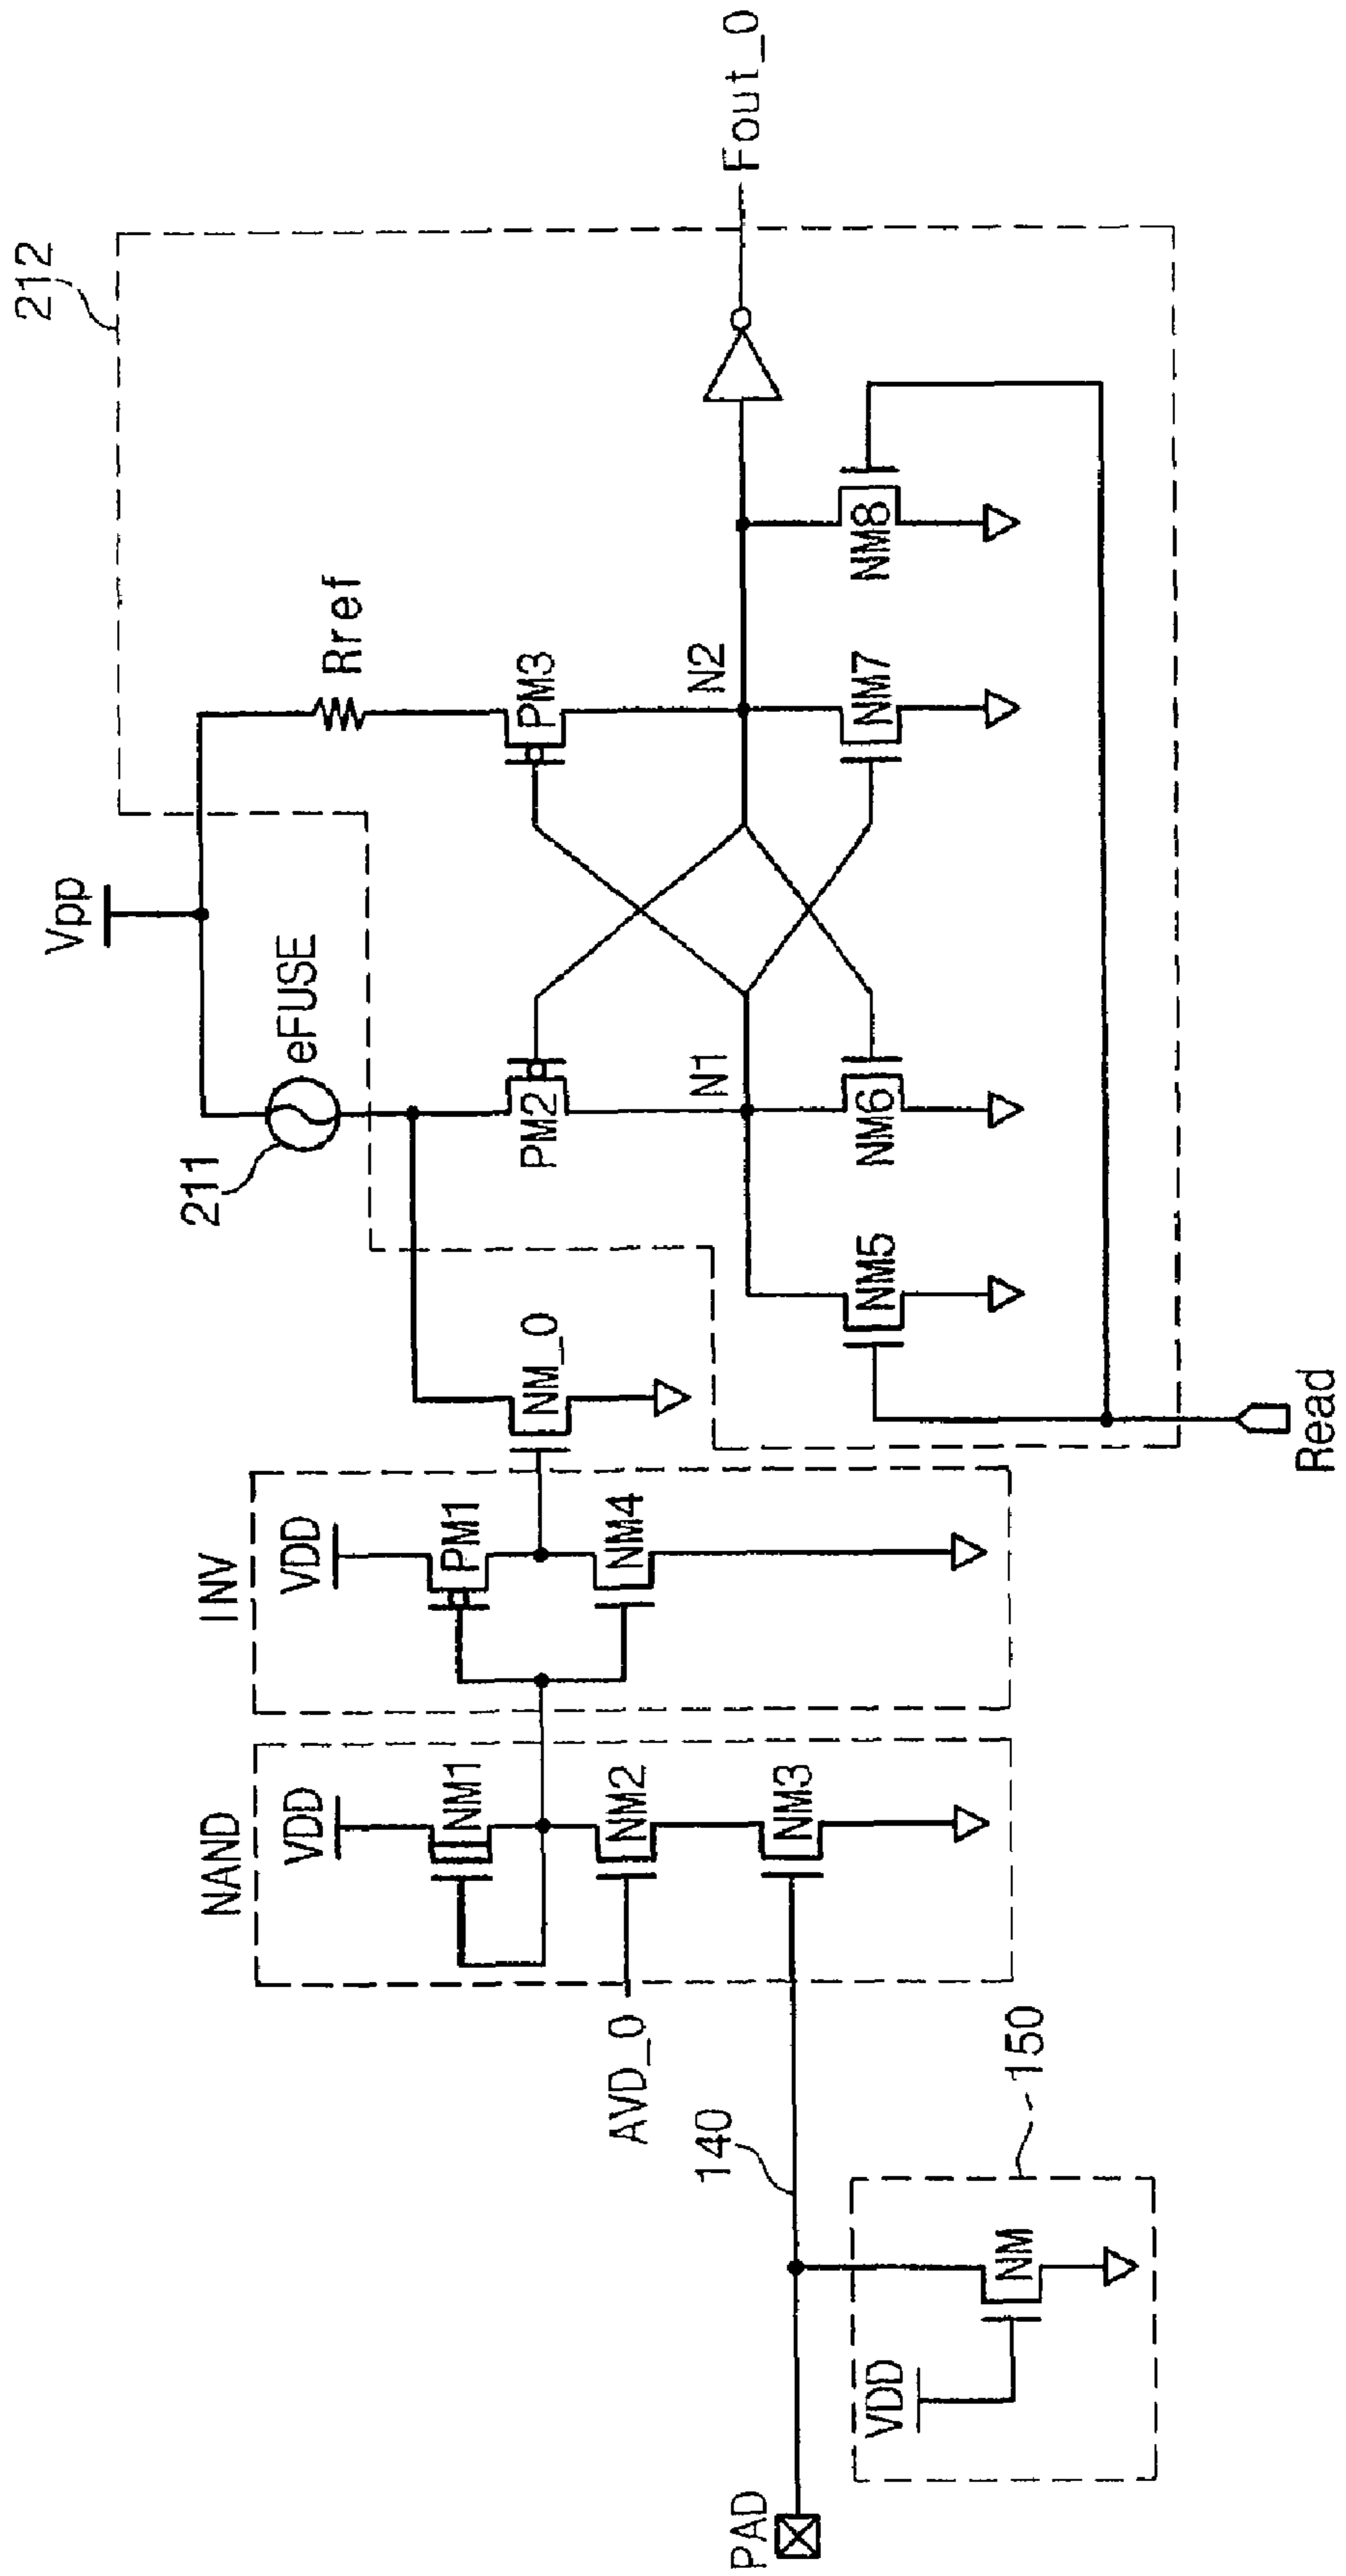 212
Vpp
211
eFUSE
Rref
PM2
PM3
N1
N2
NM5
NM6
NM7
NM8
Fout_0
Read
NM_0
INV
VDD
PM1
NM4
NAND
VDD
NM1
NM2
NM3
AVD_0
140
150
VDD
NM
PAD